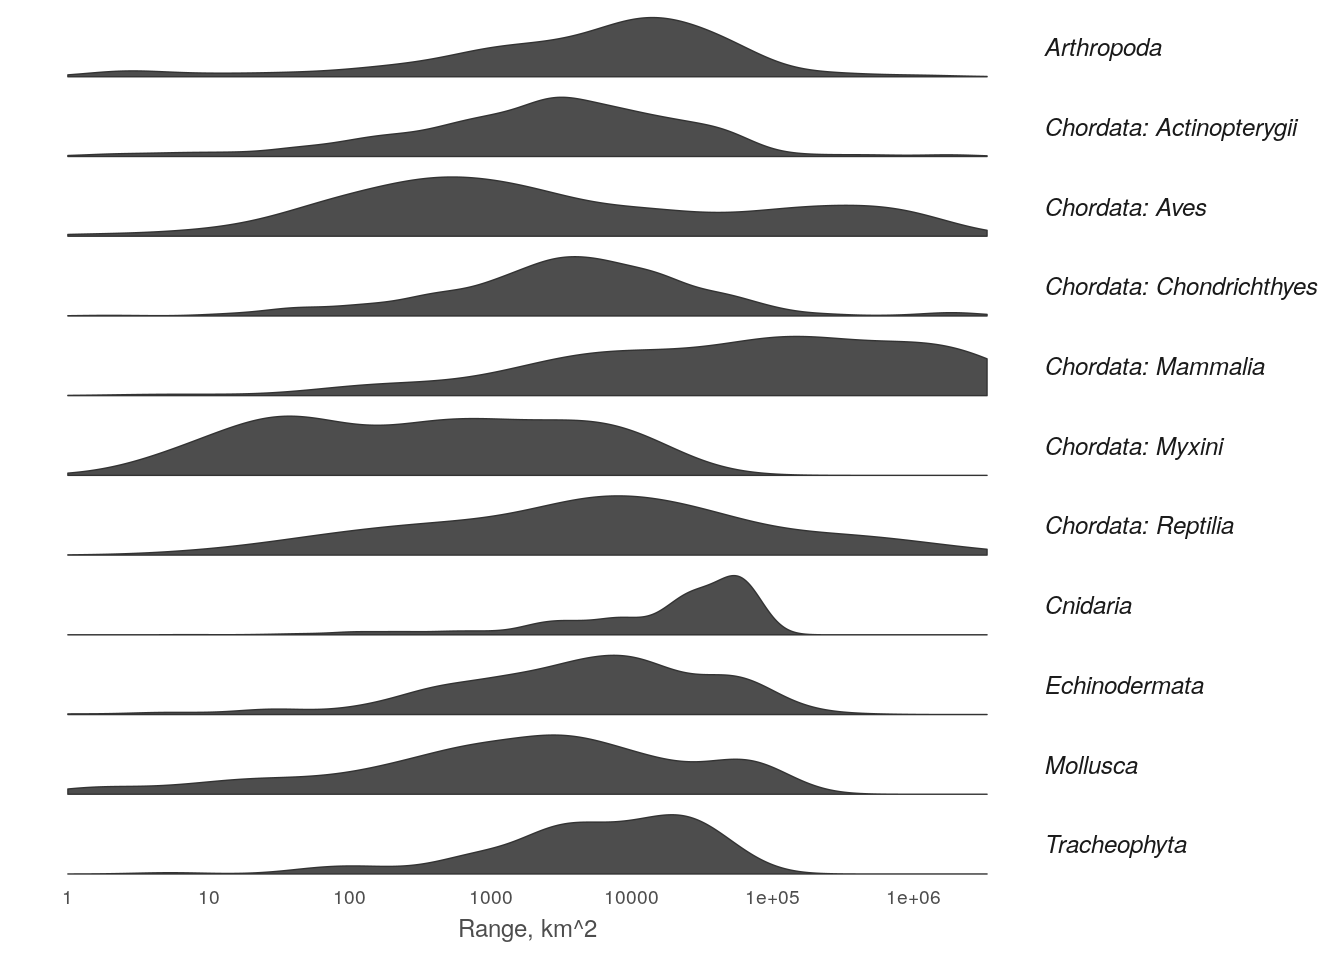 Arthropoda
Chordata: Actinopterygii
Chordata: Aves
Chordata: Chondrichthyes
Chordata: Mammalia
Chordata: Myxini
Chordata: Reptilia
Cnidaria
Echinodermata
Mollusca
Tracheophyta
1 10 100 1000 10000 1e+05 1e+06
Range, km^2